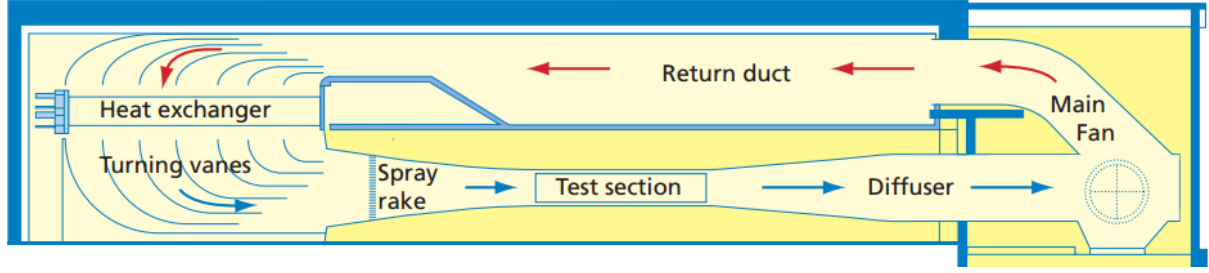 Return duct
Main
Fan
Heat exchanger
Turning vanes
Spray
rake
Test section
Diffuser